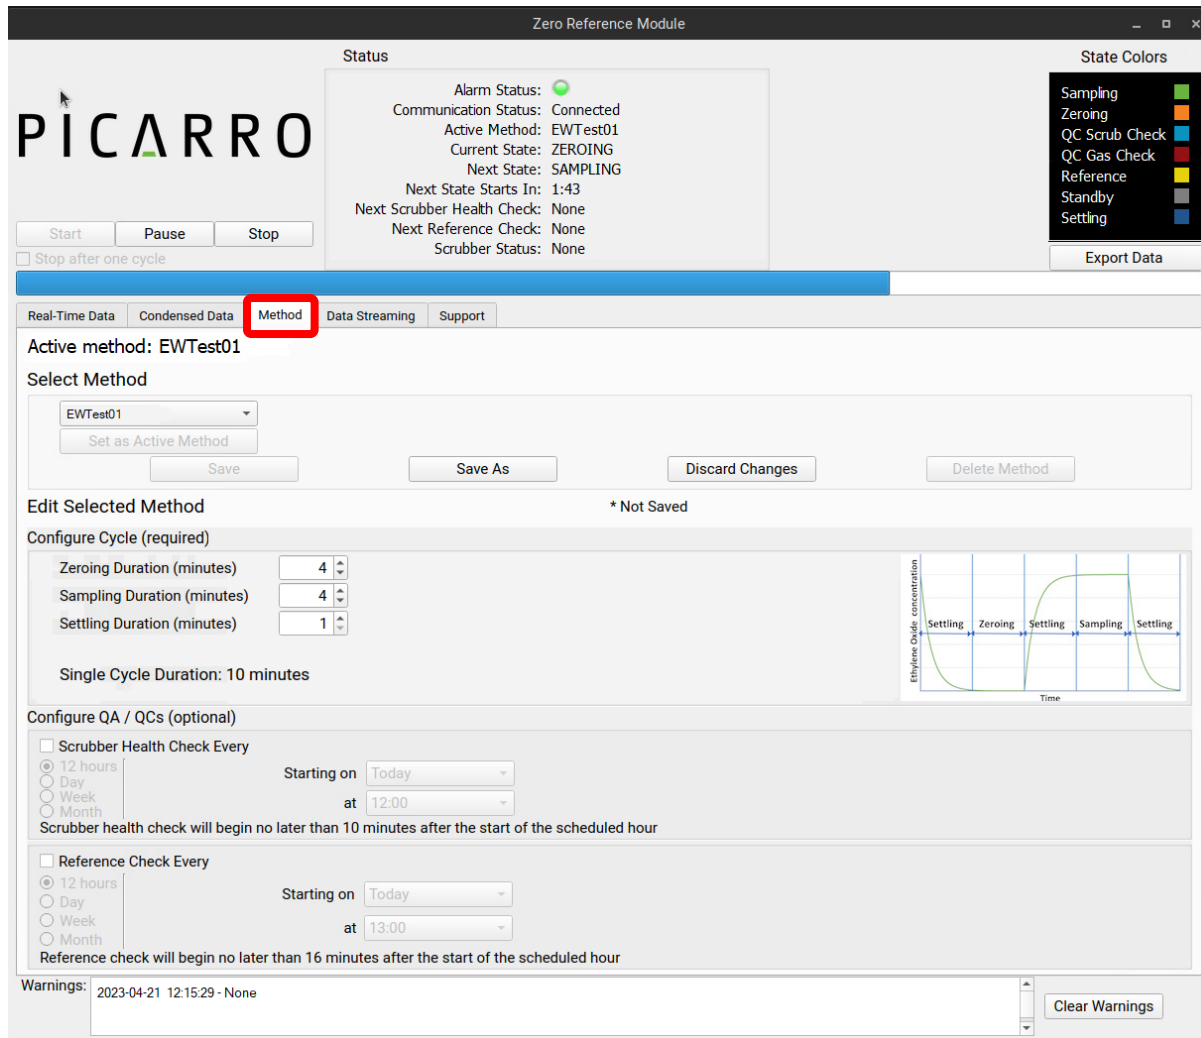 Zero Reference Module
PICARRO
Status
Alarm Status:
Communication Status: Connected
Active Method: EWTest01
Current State: ZEROING
Next State: SAMPLING
Next State Starts In: 1:43
Next Scrubber Health Check: None
Next Reference Check: None
Scrubber Status: None
State Colors
Sampling
Zeroing
QC Scrub Check
QC Gas Check
Reference
Standby
Settling
Start Pause Stop
Stop after one cycle
Export Data
Real-Time Data Condensed Data Method Data Streaming Support
Active method: EWTest01
Select Method
EWTest01
Set as Active Method
Save Save As Discard Changes Delete Method
Edit Selected Method * Not Saved
Configure Cycle (required)
Zeroing Duration (minutes) 4
Sampling Duration (minutes) 4
Settling Duration (minutes) 1
Single Cycle Duration: 10 minutes
Ethylene Oxide concentration
Settling Zeroing Settling Sampling Settling
Time
Configure QA / QCs (optional)
Scrubber Health Check Every
12 hours
Day
Week
Month
Starting on Today
at 12:00
Scrubber health check will begin no later than 10 minutes after the start of the scheduled hour
Reference Check Every
12 hours
Day
Week
Month
Starting on Today
at 13:00
Reference check will begin no later than 16 minutes after the start of the scheduled hour
Warnings:
2023-04-21 12:15:29 - None
Clear Warnings